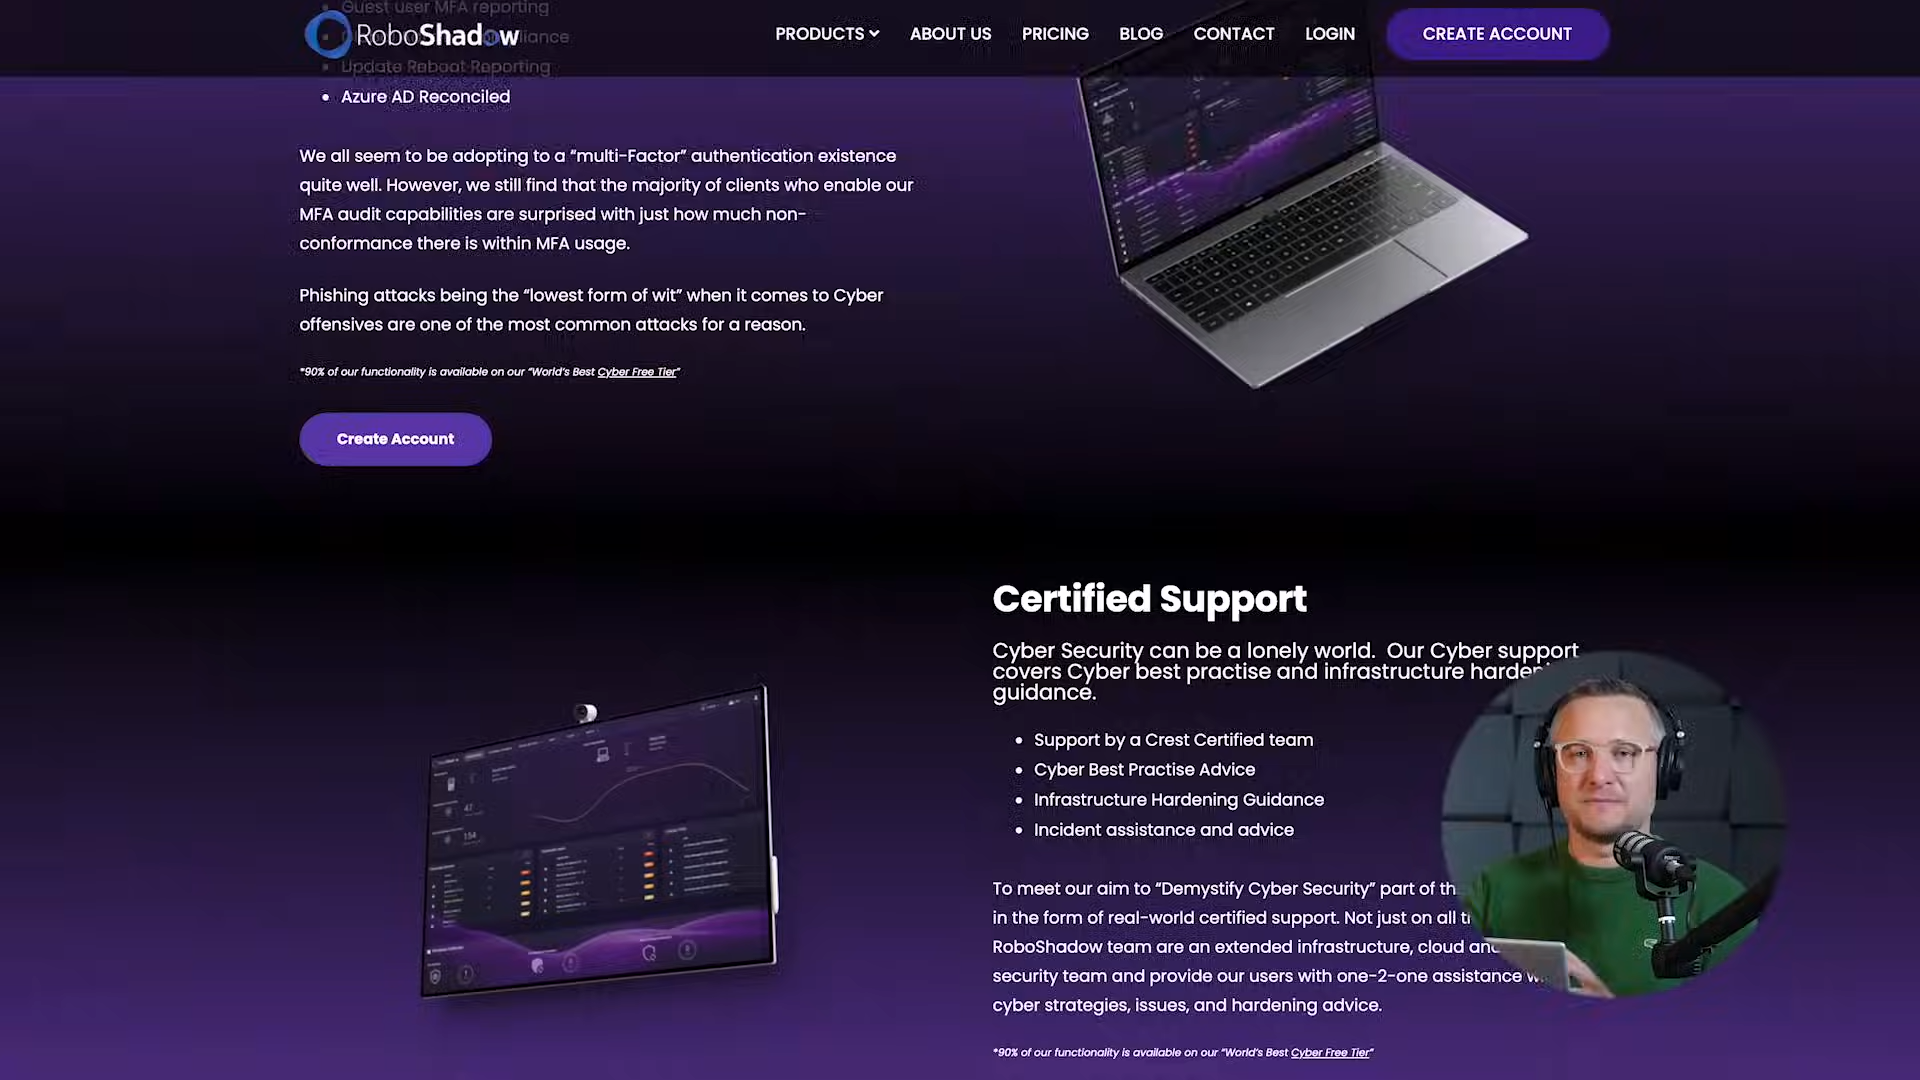 Guest user MFA reporting
RoboShadow
PRODUCTS
ABOUT US
PRICING
BLOG
CONTACT
LOGIN
CREATE ACCOUNT
Update Reboot Reporting
Azure AD Reconciled
We all seem to be adopting to a “multi-Factor” authentication existence
quite well. However, we still find that the majority of clients who enable our
MFA audit capabilities are surprised with just how much non-
conformance there is within MFA usage.
Phishing attacks being the “lowest form of wit” when it comes to Cyber
offensives are one of the most common attacks for a reason.
*90% of our functionality is available on our “World’s Best Cyber Free Tier”
Create Account
Certified Support
Cyber Security can be a lonely world. Our Cyber support
covers Cyber best practise and infrastructure
guidance.
Support by a Crest Certified team
Cyber Best Practise Advice
Infrastructure Hardening Guidance
Incident assistance and advice
To meet our aim to “Demystify Cyber Security” part of
in the form of real-world certified support. Not just on all
RoboShadow team are an extended infrastructure, cloud
security team and provide our users with one-2-one assistance
cyber strategies, issues, and hardening advice.
*90% of our functionality is available on our “World’s Best Cyber Free Tier”